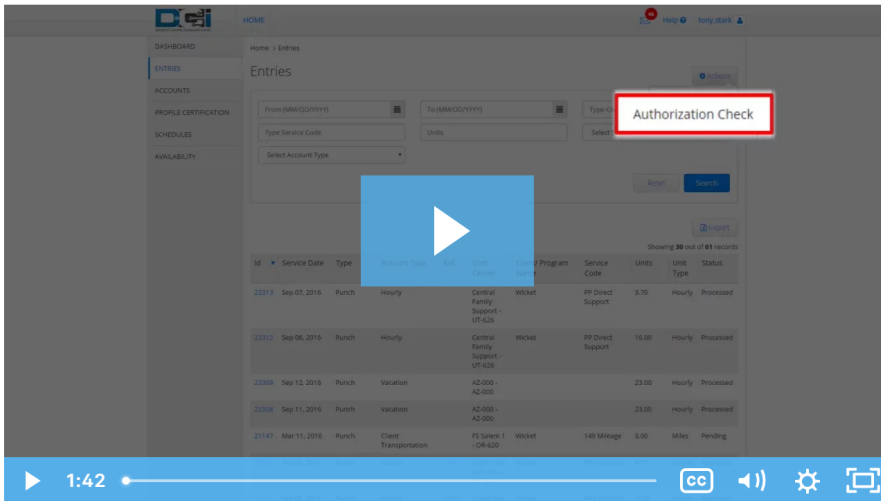 DCI
HOME
46
Help
tony stark
DASHBOARD
Home > Entries
ENTRIES
Entries
Actions
ACCOUNTS
From (MM/DD/YYYY)
To (MM/DD/YYYY)
Authorization Check
PROFILE CERTIFICATION
Type Service Code
Units
Select
SCHEDULES
Select Account Type
AVAILABILITY
Reset
Search
Export
Showing 30 out of 61 records
Id Service Date Type Account Type Ref. Cost Center Client/ Program Name Service Code Units Unit Type Status
22313 Sep 07, 2016 Punch Hourly Central Family Support - UT-626 Wicket PP Direct Support 3.70 Hourly Processed
22312 Sep 08, 2016 Punch Hourly Central Family Support - UT-626 Wicket PP Direct Support 16.00 Hourly Processed
22309 Sep 12, 2016 Punch Vacation AZ-000 - AZ-000 23.00 Hourly Processed
22308 Sep 11, 2016 Punch Vacation AZ-000 - AZ-000 23.00 Hourly Processed
21147 Mar 11, 2016 Punch Client Transportation FS Salem 1 - OR-620 Wicket 149 Mileage 3.00 Miles Pending
1:42
CC